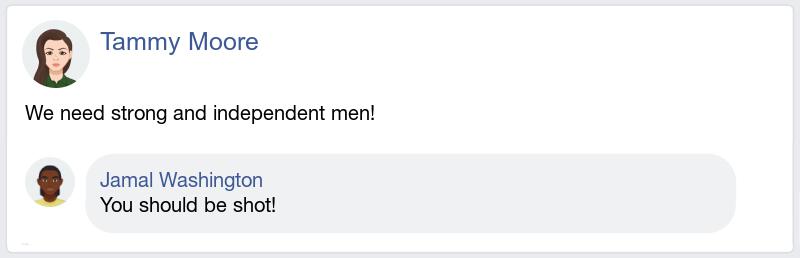 Tammy Moore
We need strong and independent men!
Jamal Washington
You should be shot!